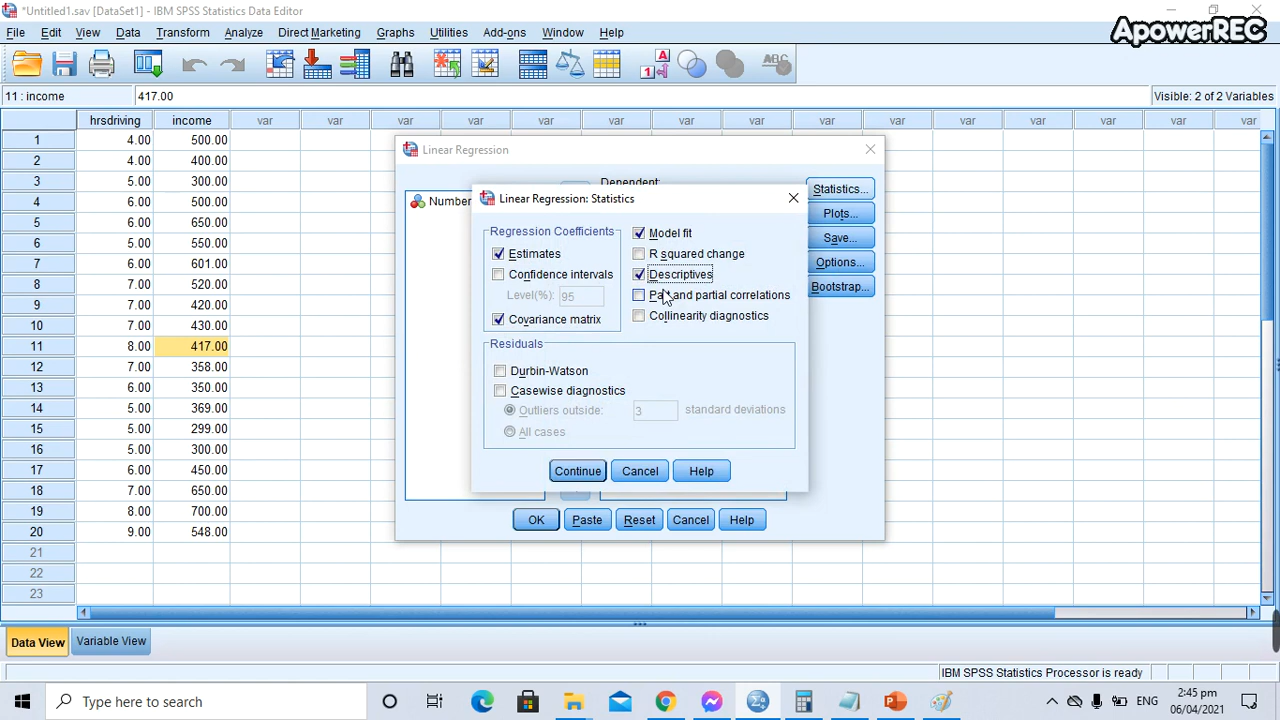 *Untitled1.sav [DataSet1] - IBM SPSS Statistics Data Editor
ApowerREC
File Edit View Data Transform Analyze Direct Marketing Graphs Utilities Add-ons Window Help
11 : income 417.00 Visible: 2 of 2 Variables
hrsdriving income var var var var var var var var var var var var
1 4.00 500.00
2 4.00 400.00
3 5.00 300.00
4 6.00 500.00
5 6.00 650.00
6 5.00 550.00
7 6.00 601.00
8 7.00 520.00
9 7.00 420.00
10 7.00 430.00
11 8.00 417.00
12 7.00 358.00
13 6.00 350.00
14 5.00 369.00
15 5.00 299.00
16 5.00 300.00
17 6.00 450.00
18 7.00 650.00
19 8.00 700.00
20 9.00 548.00
21
22
23
Linear Regression
Dependent:
Number
Statistics...
Plots...
Save...
Options...
Bootstrap...
Linear Regression: Statistics
Regression Coefficients
Estimates
Confidence intervals
Level(%): 95
Covariance matrix
Model fit
R squared change
Descriptives
Part and partial correlations
Collinearity diagnostics
Residuals
Durbin-Watson
Casewise diagnostics
Outliers outside: 3 standard deviations
All cases
Continue Cancel Help
OK Paste Reset Cancel Help
Data View Variable View
IBM SPSS Statistics Processor is ready
Type here to search
ENG
2:45 pm
06/04/2021